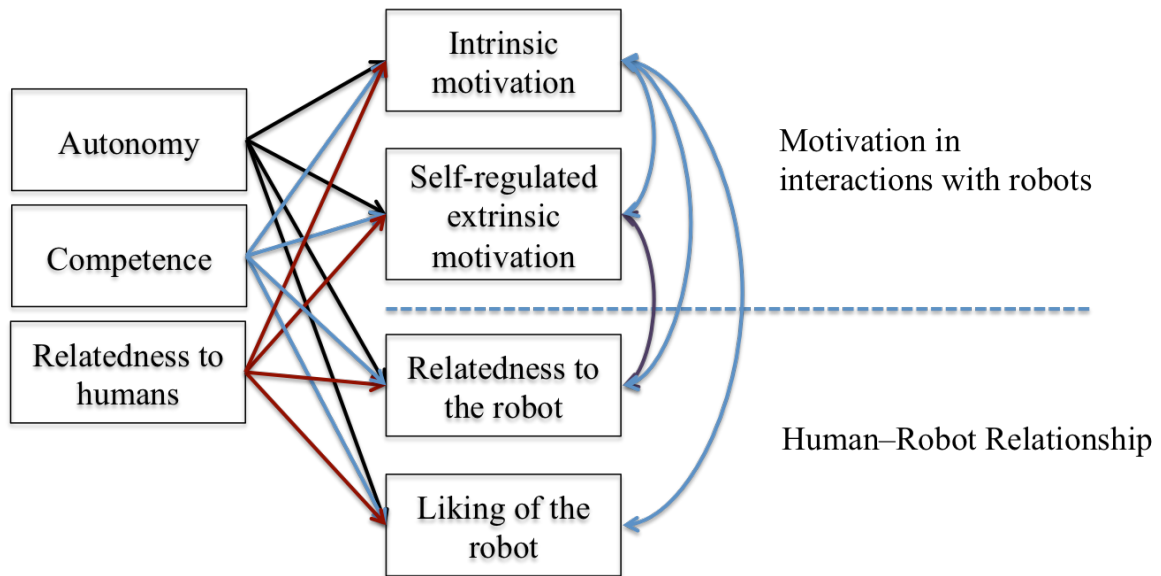 Autonomy
Competence
Relatedness to
humans
Intrinsic
motivation
Self-regulated
extrinsic
motivation
Relatedness to
the robot
Liking of the
robot
Motivation in
interactions with robots
Human–Robot Relationship